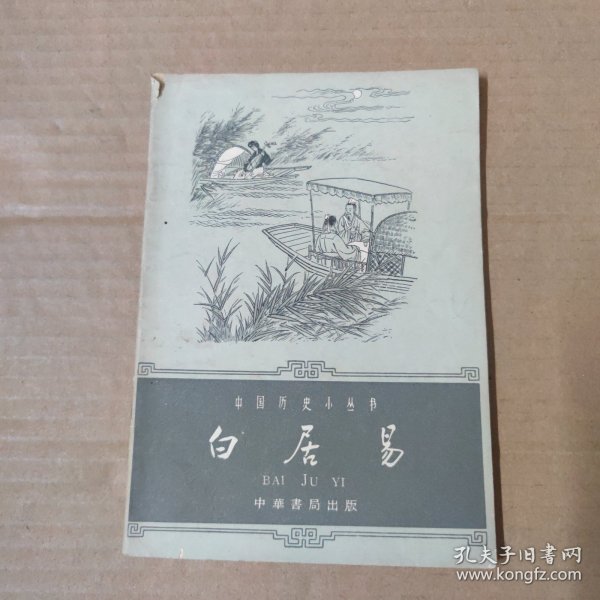 中国历史小丛书
白居易
BAI JU YI
中華書局出版
孔夫子旧书网
www.kongfz.com